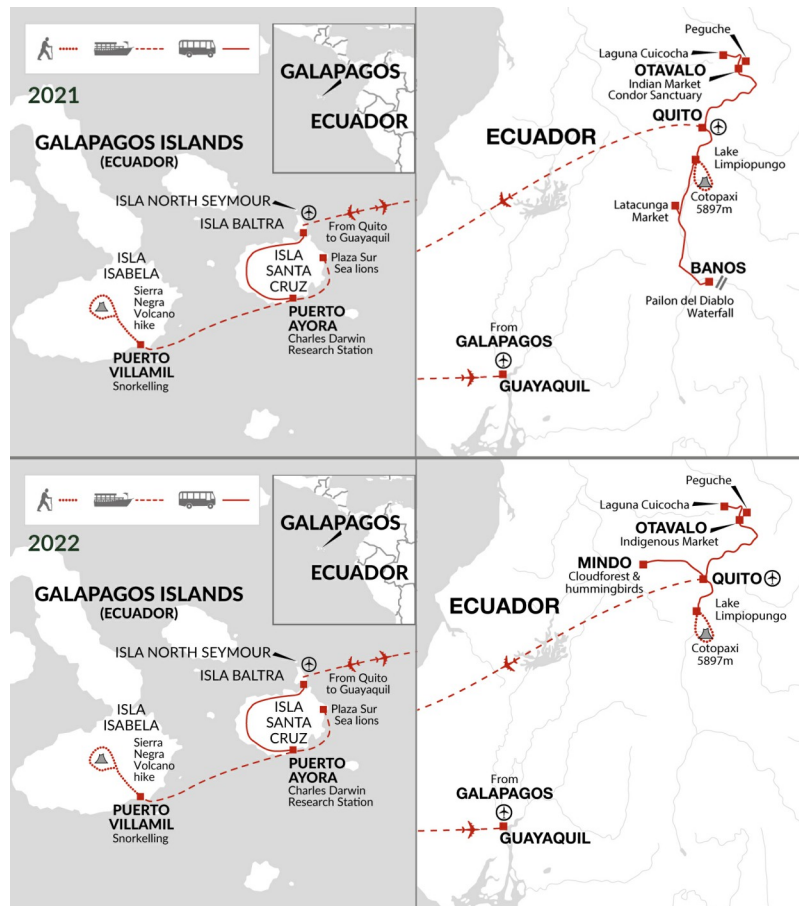 2021
GALAPAGOS
ECUADOR
GALAPAGOS ISLANDS
(ECUADOR)
ISLA NORTH SEYMOUR
ISLA BALTRA
From Quito
to Guayaquil
ISLA
SANTA
CRUZ
Plaza Sur
Sea lions
ISLA
ISABELA
Sierra
Negra
Volcano
hike
PUERTO
AYORA
Charles Darwin
Research Station
PUERTO
VILLAMIL
Snorkelling
Peguche
Laguna Cuicocha
OTAVALO
Indian Market
Condor Sanctuary
QUITO
ECUADOR
Lake
Limpiopungo
Cotopaxi
5897m
Latacunga
Market
BANOS
Pailon del Diablo
Waterfall
From
GALAPAGOS
GUAYAQUIL
2022
GALAPAGOS
ECUADOR
GALAPAGOS ISLANDS
(ECUADOR)
ISLA NORTH SEYMOUR
ISLA BALTRA
From Quito
to Guayaquil
ISLA
SANTA
CRUZ
Plaza Sur
Sea lions
ISLA
ISABELA
Sierra
Negra
Volcano
hike
PUERTO
AYORA
Charles Darwin
Research Station
PUERTO
VILLAMIL
Snorkelling
Peguche
Laguna Cuicocha
OTAVALO
Indigenous Market
MINDO
Cloudforest &
hummingbirds
QUITO
ECUADOR
Lake
Limpiopungo
Cotopaxi
5897m
From
GALAPAGOS
GUAYAQUIL